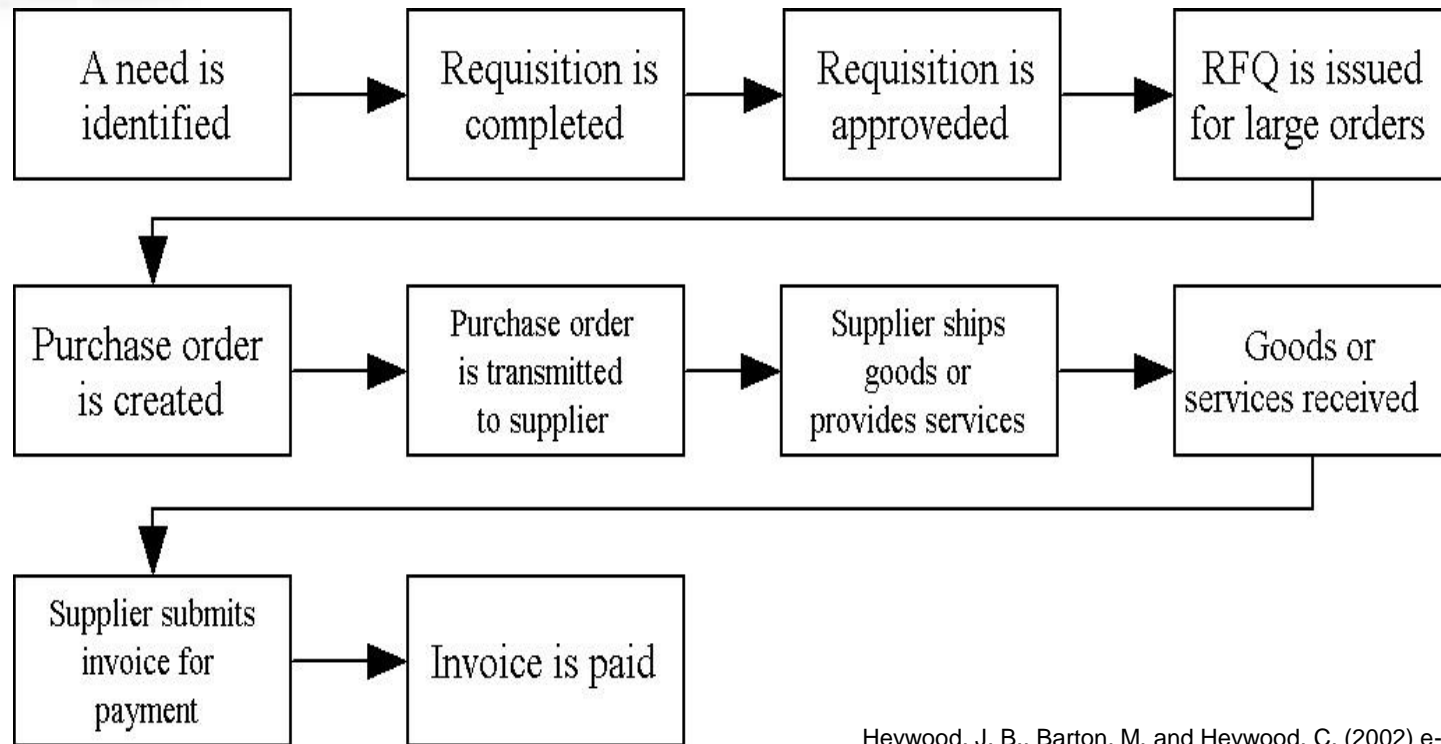 A need is
identified
Requisition is
completed
Requisition is
approveded
RFQ is issued
for large orders
Purchase order
is created
Purchase order
is transmitted
to supplier
Supplier ships
goods or
provides services
Goods or
services received
Supplier submits
invoice for
payment
Invoice is paid
Heywood, J. B., Barton, M. and Heywood, C. (2002) e-